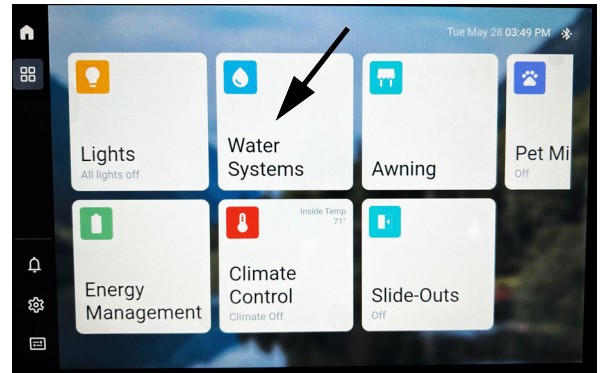 Tue May 28 03:49 PM
Lights
All lights off
Water
Systems
Awning
Pet Mi
Off
Energy
Management
Inside Temp
71°
Climate
Control
Climate Off
Slide-Outs
Off